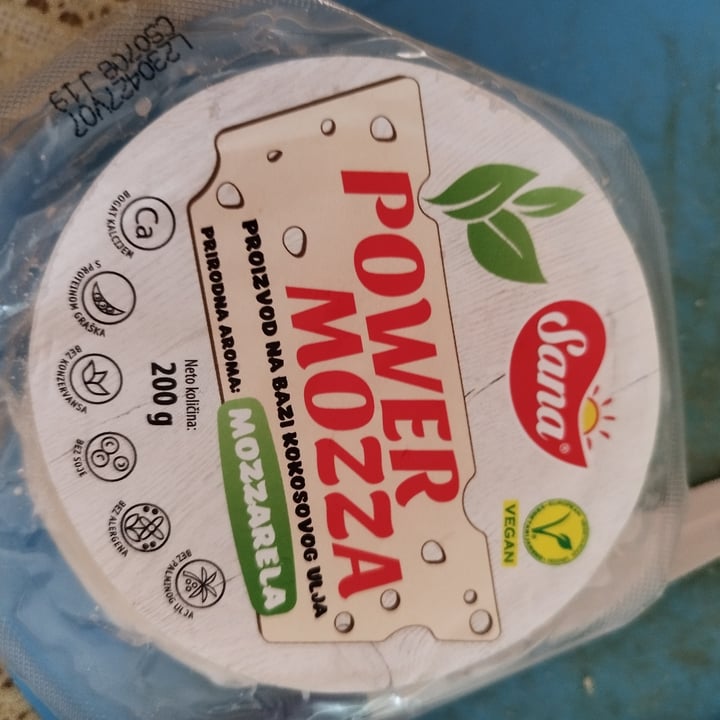 Sana®
VEGAN
POWER
MOZZA
PROIZVOD NA BAZI KOKOSOVOG ULJA
PRIRODNA AROMA: MOZZARELA
Neto količina:
200 g
Ca
BOGAT KALCIJEM
S PROTEINOM GRAŠKA
BEZ KONZERVANSA
BEZ SOJE
BEZ ALERGENA
BEZ PALMINOG ULJA
L230427V07